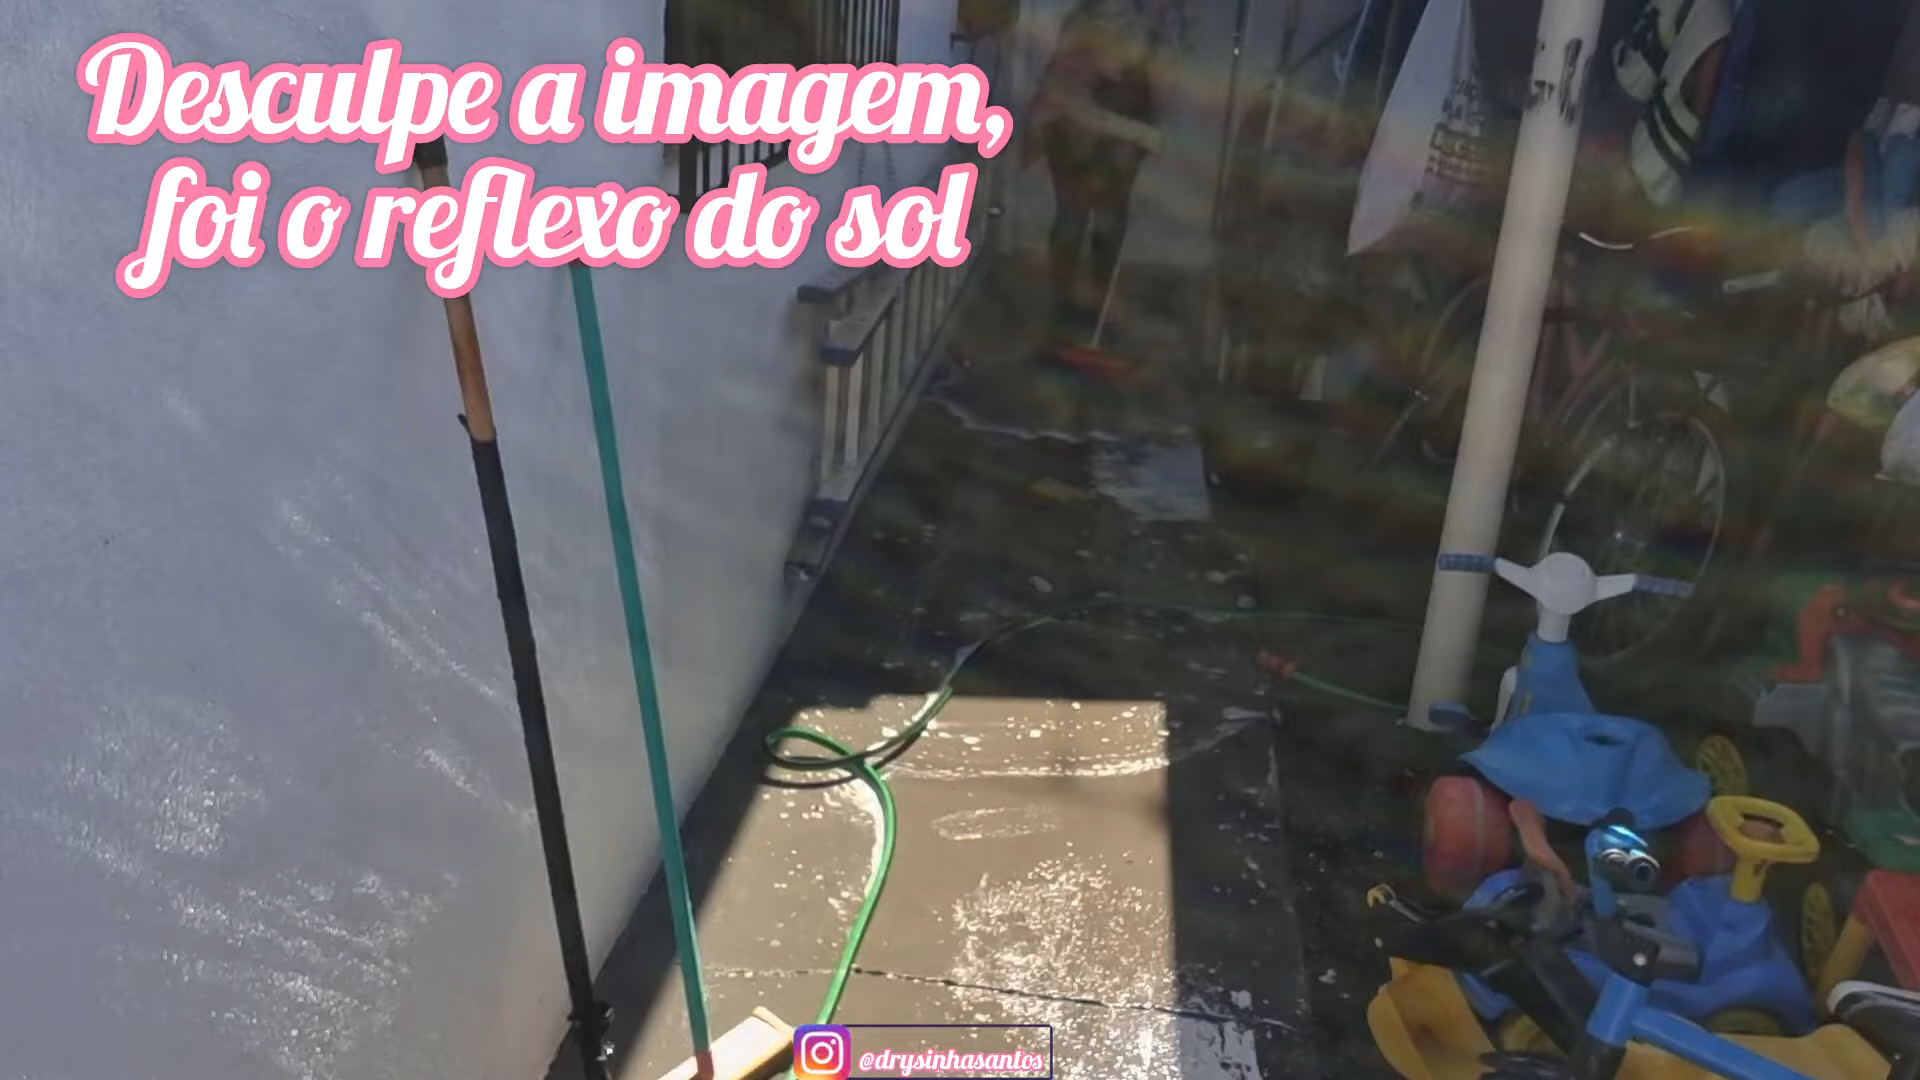 Desculpe a imagem,
foi o reflexo do sol
@drysinhasantos